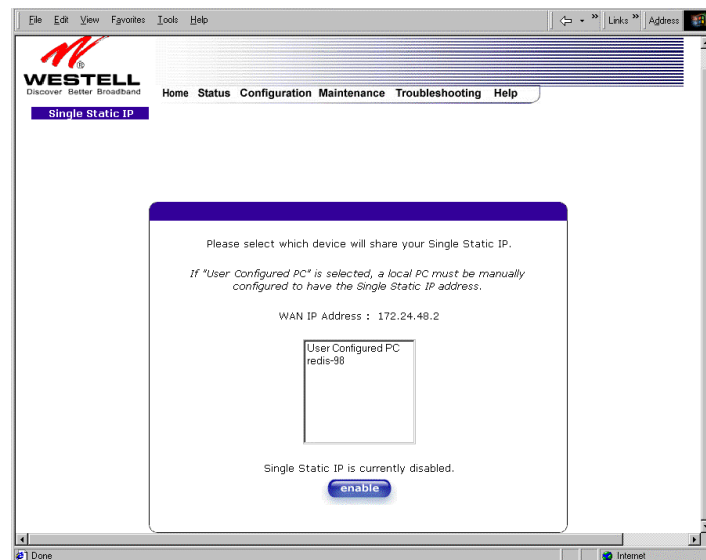 File Edit View Favorites Tools Help
Links » Address
WESTELL®
Discover Better Broadband
Home Status Configuration Maintenance Troubleshooting Help
Single Static IP
Please select which device will share your Single Static IP.
If "User Configured PC" is selected, a local PC must be manually
configured to have the Single Static IP address.
WAN IP Address : 172.24.48.2
User Configured PC
redis-98
Single Static IP is currently disabled.
enable
Done
Internet